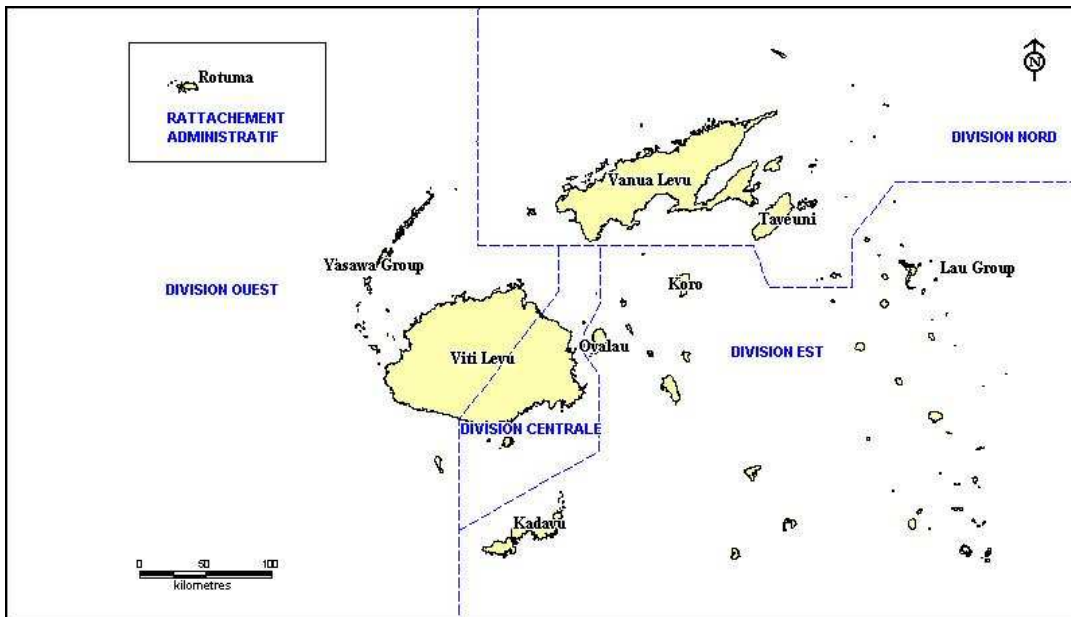 Rotuma
RATTACHEMENT
ADMINISTRATIF
N
DIVISION NORD
Vanua Levu
Taveuni
Yasawa Group
Lau Group
DIVISION OUEST
Koro
Ovalau
DIVISION EST
Viti Levu
DIVISION CENTRALE
Kadavu
0 50 100
kilometres